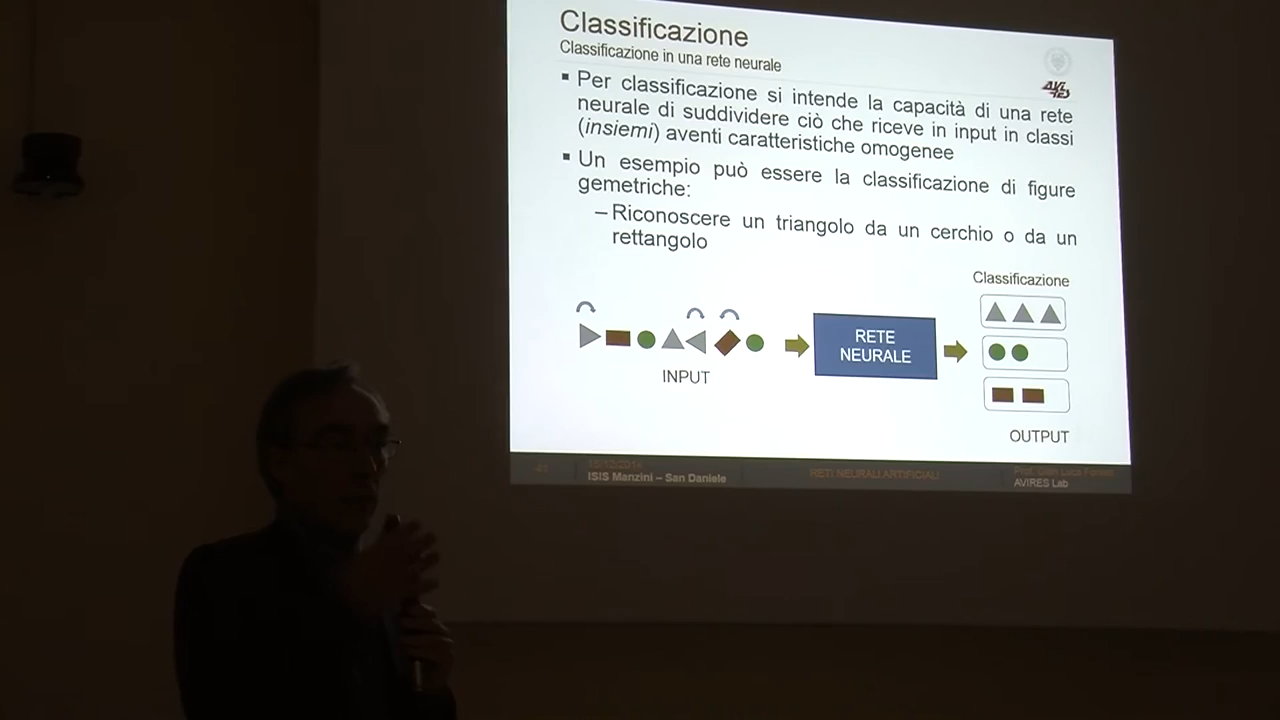 Classificazione
Classificazione in una rete neurale
▪ Per classificazione si intende la capacità di una rete
neurale di suddividere ciò che riceve in input in classi
(insiemi) aventi caratteristiche omogenee
▪ Un esempio può essere la classificazione di figure
gemetriche:
– Riconoscere un triangolo da un cerchio o da un
rettangolo
Classificazione
RETE
NEURALE
INPUT
OUTPUT
ISIS Manzini – San Daniele
RETI NEURALI ARTIFICIALI
Prof. Gian Luca
AVIRES Lab